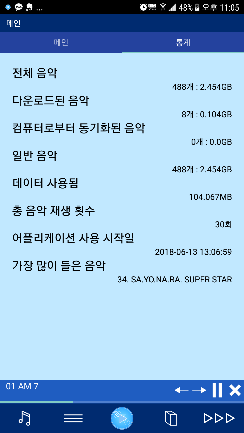 48% 오후 11:05
메인
메인 통계
전체 음악
488개 : 2.454GB
다운로드된 음악
8개 : 0.104GB
컴퓨터로부터 동기화된 음악
0개 : 0.0GB
일반 음악
488개 : 2.454GB
데이터 사용됨
104.067MB
총 음악 재생 횟수
30회
어플리케이션 사용 시작일
2018-06-13 13:06:59
가장 많이 들은 음악
34. SA.YO.NA.RA. SUPER STAR
01 AM 7